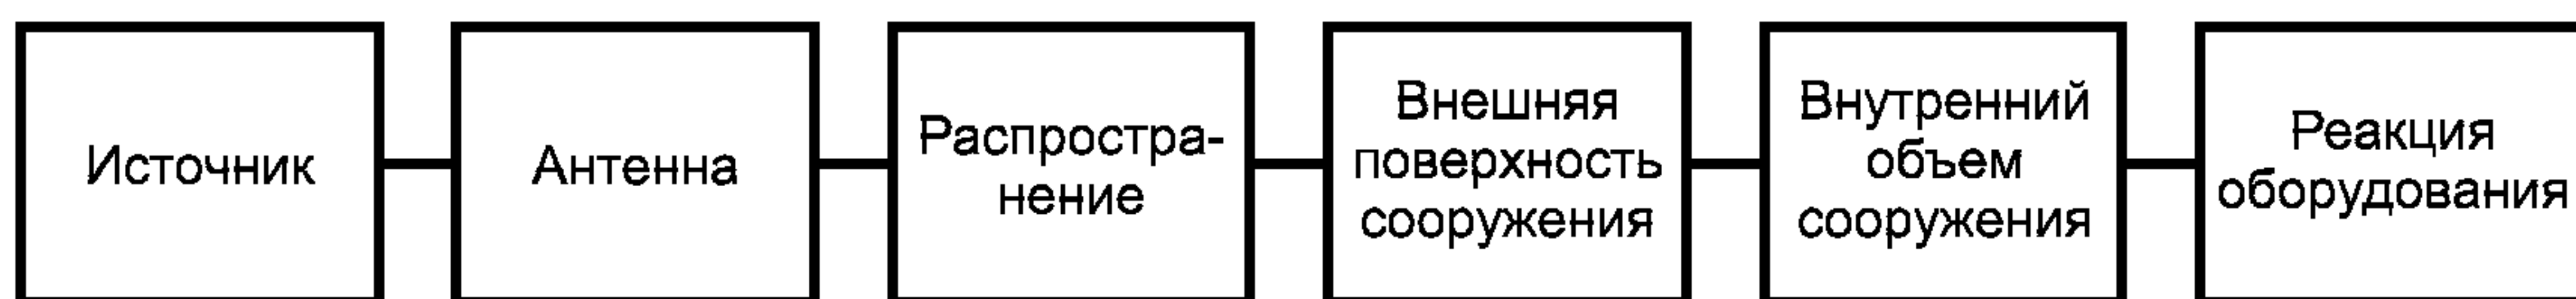 Источник
Антенна
Распростра-
нение
Внешняя
поверхность
сооружения
Внутренний
объем
сооружения
Реакция
оборудования